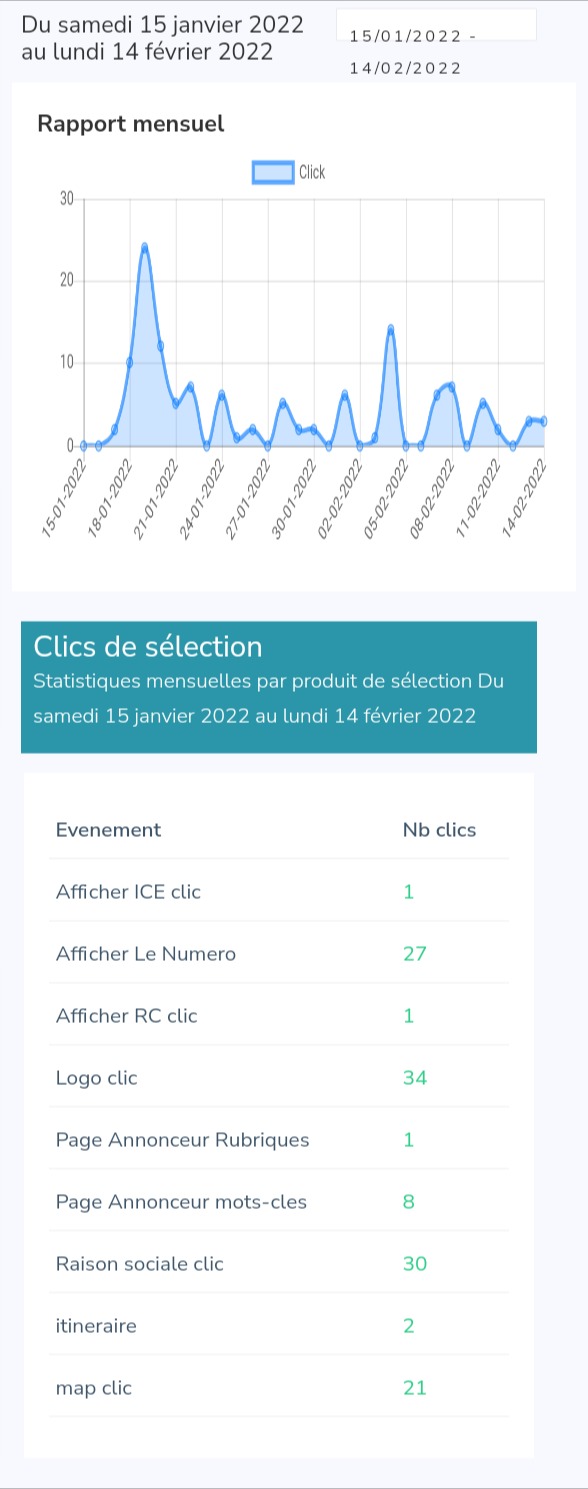 Du samedi 15 janvier 2022
au lundi 14 février 2022
15/01/2022 -
14/02/2022
Rapport mensuel
Click
30
20
10
0
15-01-2022
18-01-2022
21-01-2022
24-01-2022
27-01-2022
30-01-2022
02-02-2022
05-02-2022
08-02-2022
11-02-2022
14-02-2022
Clics de sélection
Statistiques mensuelles par produit de sélection Du
samedi 15 janvier 2022 au lundi 14 février 2022
Evenement Nb clics
Afficher ICE clic 1
Afficher Le Numero 27
Afficher RC clic 1
Logo clic 34
Page Annonceur Rubriques 1
Page Annonceur mots-cles 8
Raison sociale clic 30
itineraire 2
map clic 21